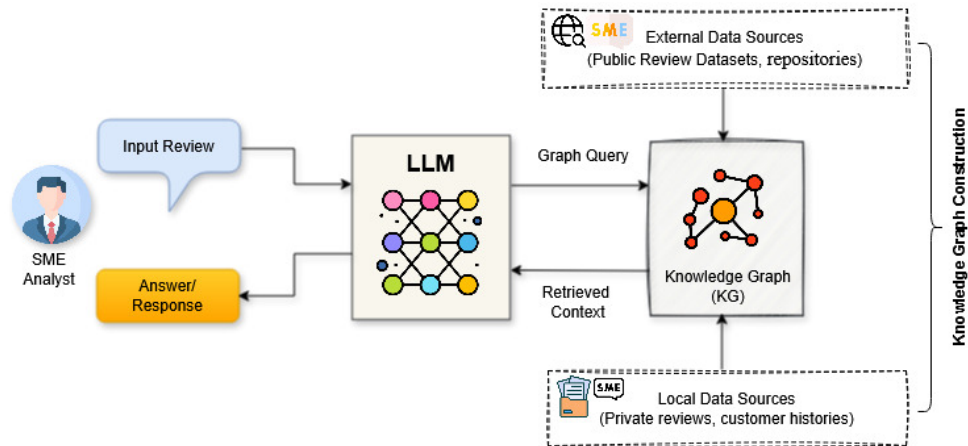 SME
External Data Sources
(Public Review Datasets, repositories)
Input Review
LLM
Graph Query
SME
Analyst
Answer/
Response
Retrieved
Context
Knowledge Graph
(KG)
Knowledge Graph Construction
SME
Local Data Sources
(Private reviews, customer histories)